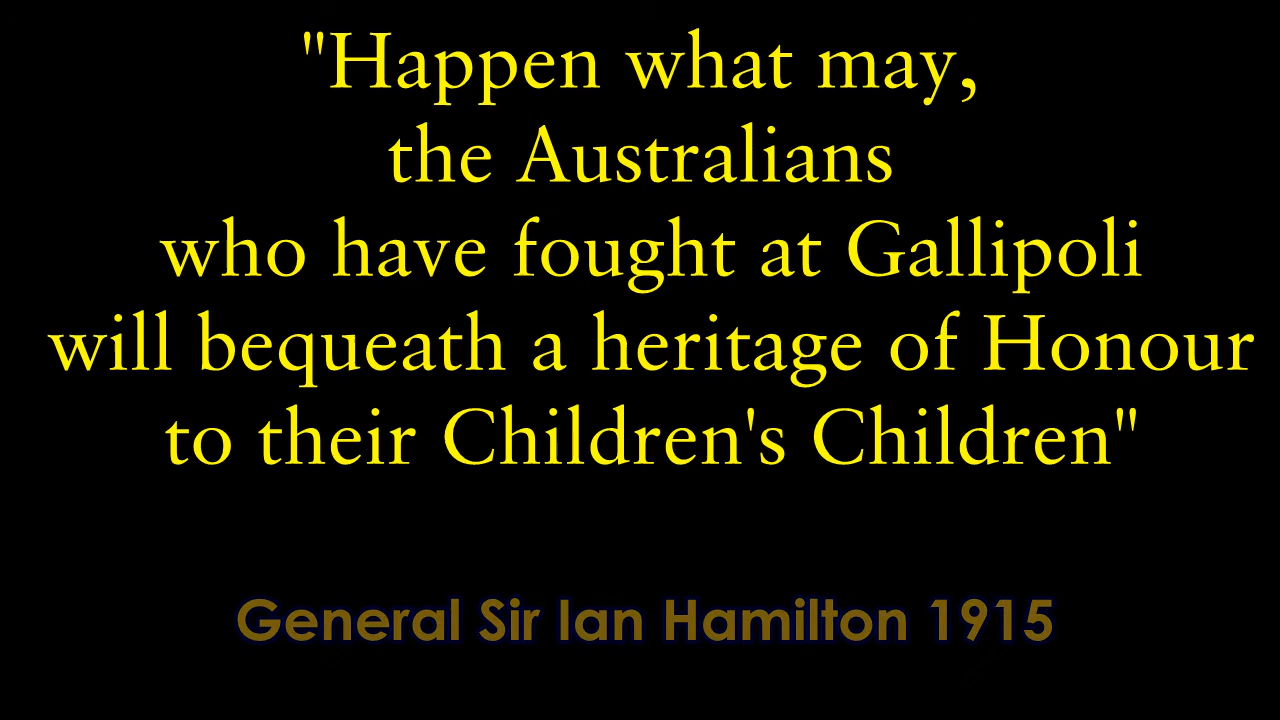 "Happen what may,
the Australians
who have fought at Gallipoli
will bequeath a heritage of Honour
to their Children's Children"
General Sir Ian Hamilton 1915